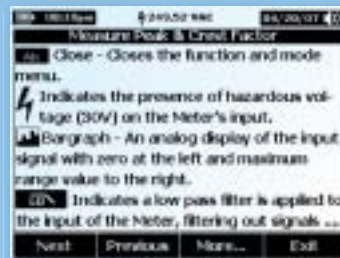 Measure Peak & Crest Factor
Close - Closes the function and mode
menu.
Indicates the presence of hazardous vol-
tage (30V) on the Meter's input.
Bargraph - An analog display of the input
signal with zero at the left and maximum
range value to the right.
Indicates a low pass filter is applied to
the input of the Meter, filtering out signals ...
Next Previous More... Exit